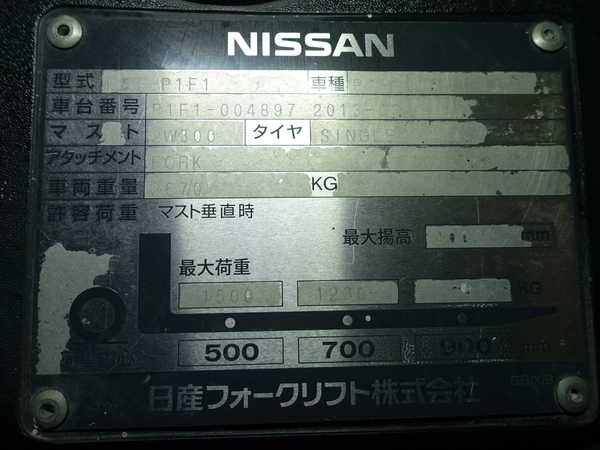 NISSAN
型式 P1F1 車種
車台番号 P1F1-004897 2013-
マスト 2W300 タイヤ SINGLE
アタッチメント FORK
車両重量 2670 KG
許容荷重 マスト垂直時
最大揚高 mm
最大荷重
1500 KG
500 700 900 mm
日産フォークリフト株式会社